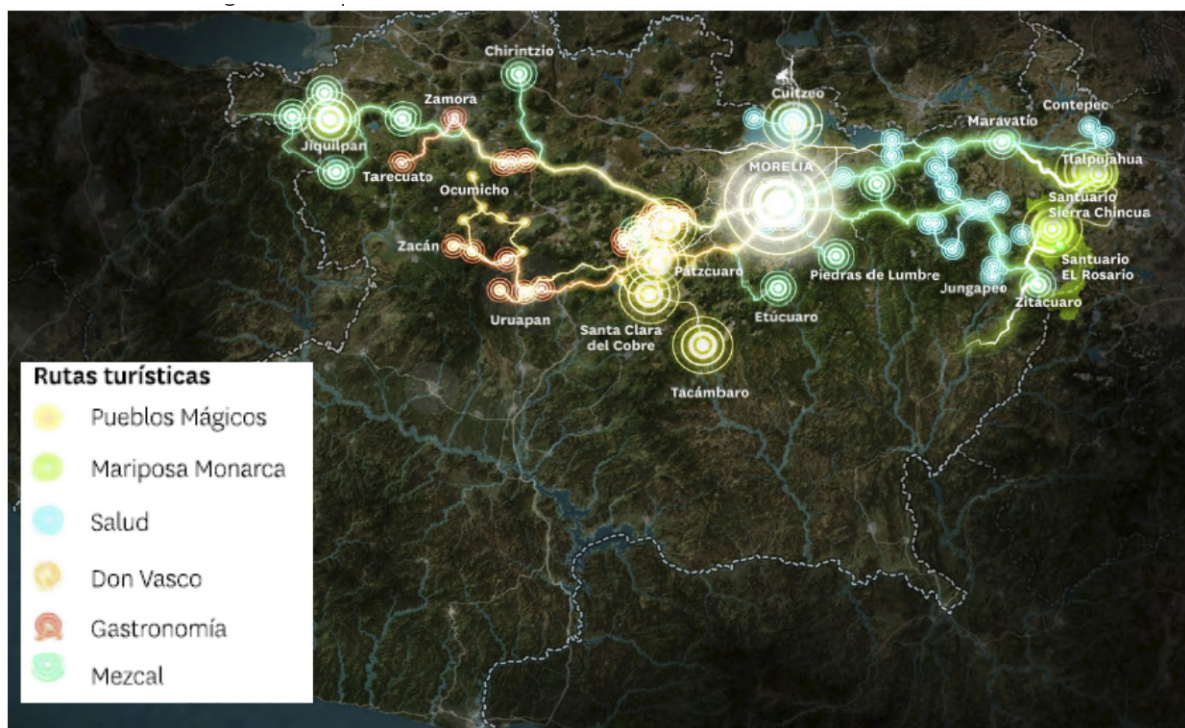 Chirintzio
Cuitzeo
Zamora
Contepec
Maravatío
Jiquilpan
Tarecuato
MORELIA
Tlalpujahua
Ocumicho
Santuario
Sierra Chincua
Zacán
Pátzcuaro
Piedras de Lumbre
Santuario
EL Rosario
Jungapeo
Zitácuaro
Etúcuaro
Uruapan
Santa Clara
del Cobre
Tacámbaro
Rutas turísticas
Pueblos Mágicos
Mariposa Monarca
Salud
Don Vasco
Gastronomía
Mezcal